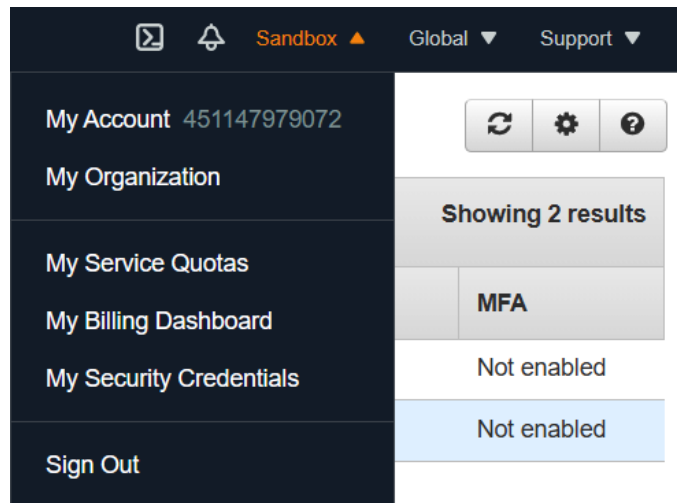 Sandbox Global Support
My Account 451147979072
My Organization
My Service Quotas
My Billing Dashboard
My Security Credentials
Sign Out
Showing 2 results
MFA
Not enabled
Not enabled